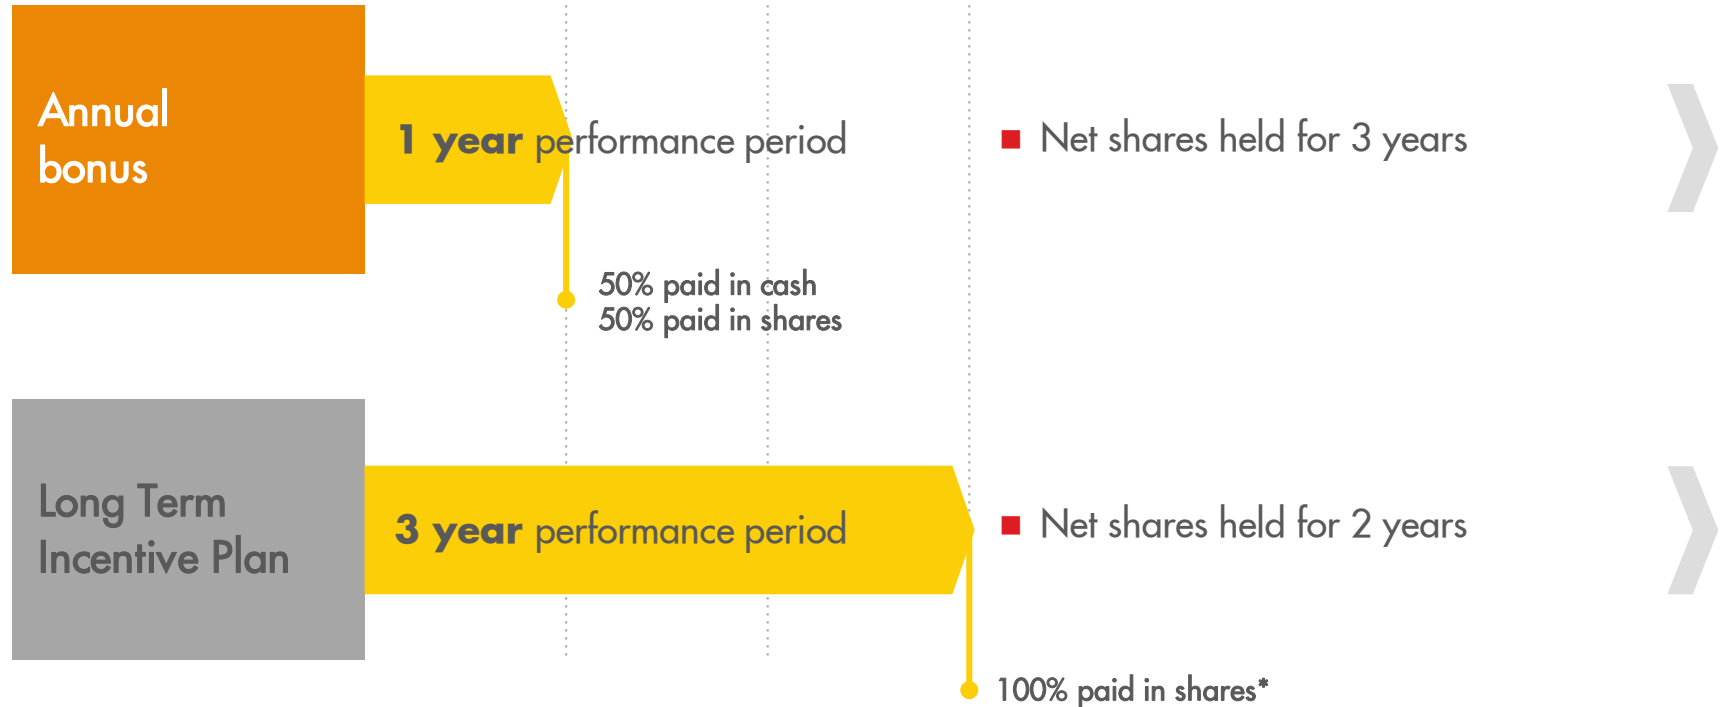 Annual
bonus
1 year performance period
Net shares held for 3 years
50% paid in cash
50% paid in shares
Long Term
Incentive Plan
3 year performance period
Net shares held for 2 years
100% paid in shares*